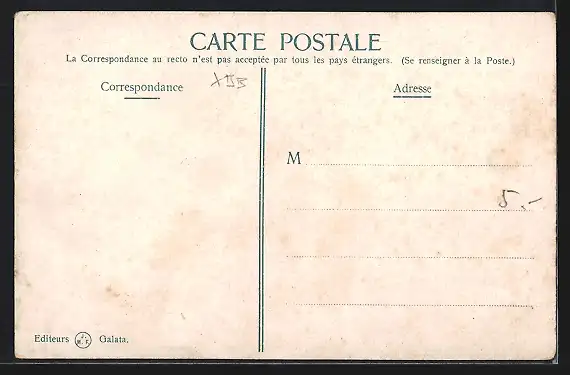 CARTE POSTALE
La Correspondance au recto n'est pas acceptée par tous les pays étrangers. (Se renseigner à la Poste.)
Correspondance
Adresse
M
5.-
Editeurs J. M. F. Galata.